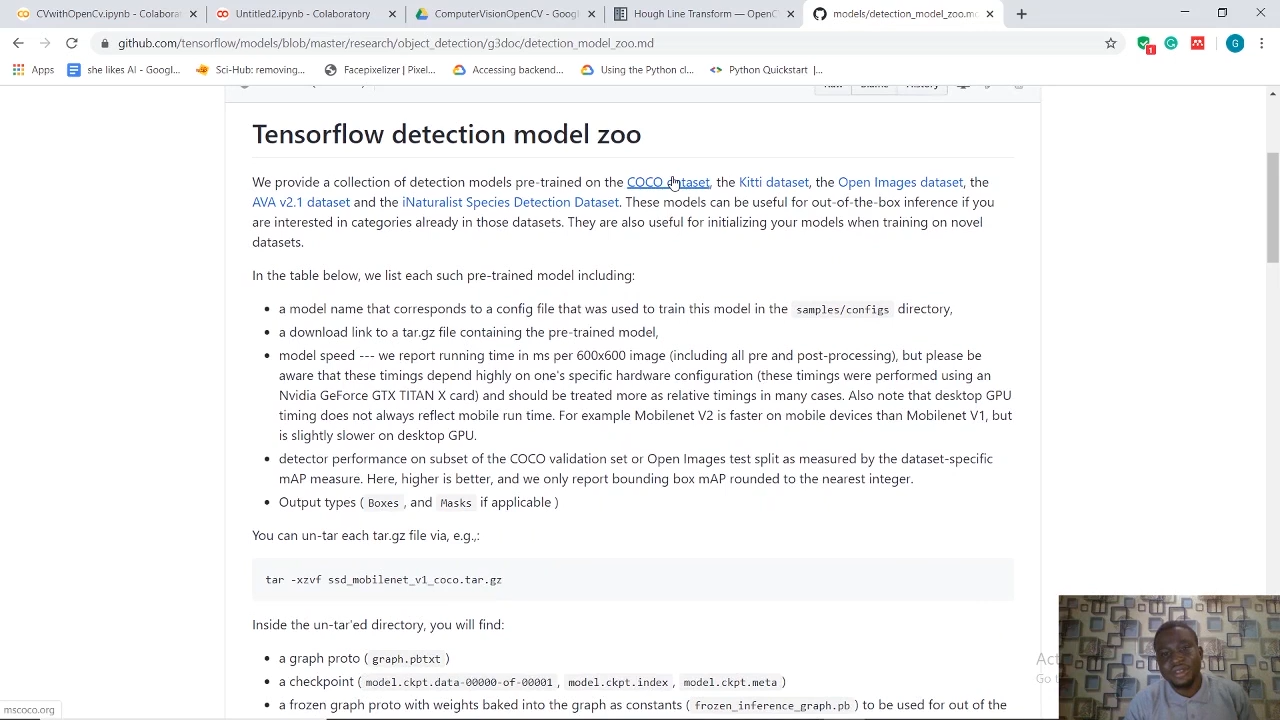 CVwithOpenCv.ipynb - Colaborat
Untitled2.ipynb - Colaboratory
ComputerVisionOpenCV - Google
Hough Line Transform — OpenC
models/detection_model_zoo.md
github.com/tensorflow/models/blob/master/research/object_detection/g3doc/detection_model_zoo.md
1
G
Apps
she likes AI - Googl...
Sci-Hub: removing...
Facepixelizer | Pixel...
Accessing backend...
Using the Python cl...
Python Quickstart |...
Raw Blame History
Tensorflow detection model zoo
We provide a collection of detection models pre-trained on the COCO dataset, the Kitti dataset, the Open Images dataset, the
AVA v2.1 dataset and the iNaturalist Species Detection Dataset. These models can be useful for out-of-the-box inference if you
are interested in categories already in those datasets. They are also useful for initializing your models when training on novel
datasets.
In the table below, we list each such pre-trained model including:
a model name that corresponds to a config file that was used to train this model in the samples/configs directory,
a download link to a tar.gz file containing the pre-trained model,
model speed --- we report running time in ms per 600x600 image (including all pre and post-processing), but please be
aware that these timings depend highly on one's specific hardware configuration (these timings were performed using an
Nvidia GeForce GTX TITAN X card) and should be treated more as relative timings in many cases. Also note that desktop GPU
timing does not always reflect mobile run time. For example Mobilenet V2 is faster on mobile devices than Mobilenet V1, but
is slightly slower on desktop GPU.
detector performance on subset of the COCO validation set or Open Images test split as measured by the dataset-specific
mAP measure. Here, higher is better, and we only report bounding box mAP rounded to the nearest integer.
Output types ( Boxes , and Masks if applicable )
You can un-tar each tar.gz file via, e.g.,:
tar -xzvf ssd_mobilenet_v1_coco.tar.gz
Inside the un-tar'ed directory, you will find:
a graph proto ( graph.pbtxt )
a checkpoint ( model.ckpt.data-00000-of-00001 , model.ckpt.index , model.ckpt.meta )
a frozen graph proto with weights baked into the graph as constants ( frozen_inference_graph.pb ) to be used for out of the
mscoco.org